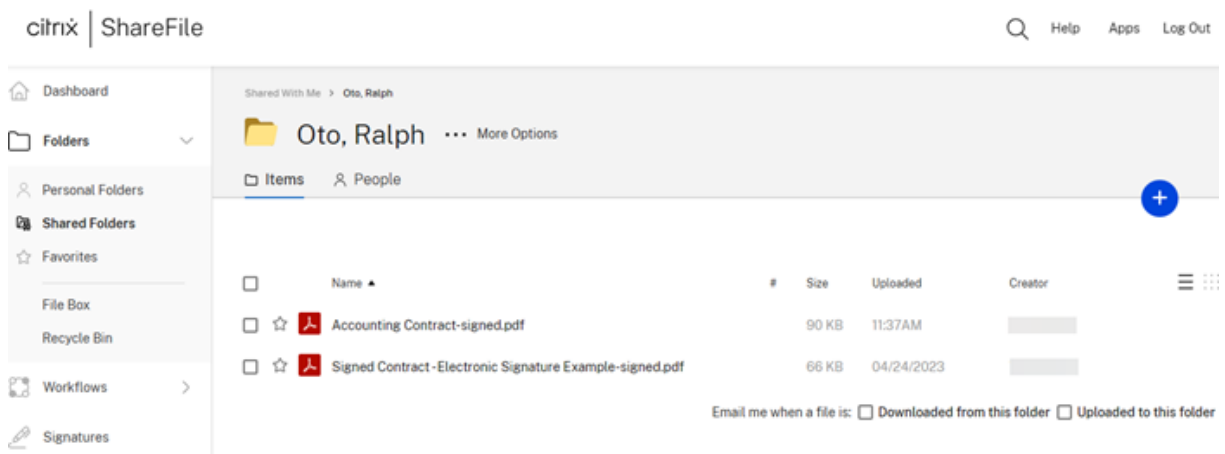 citrix | ShareFile
Help Apps Log Out
Dashboard
Folders
Personal Folders
Shared Folders
Favorites
File Box
Recycle Bin
Workflows
Signatures
Shared With Me > Oto, Ralph
Oto, Ralph ... More Options
Items People
+
Name ▲ # Size Uploaded Creator
Accounting Contract-signed.pdf 90 KB 11:37AM
Signed Contract - Electronic Signature Example-signed.pdf 66 KB 04/24/2023
Email me when a file is: Downloaded from this folder Uploaded to this folder